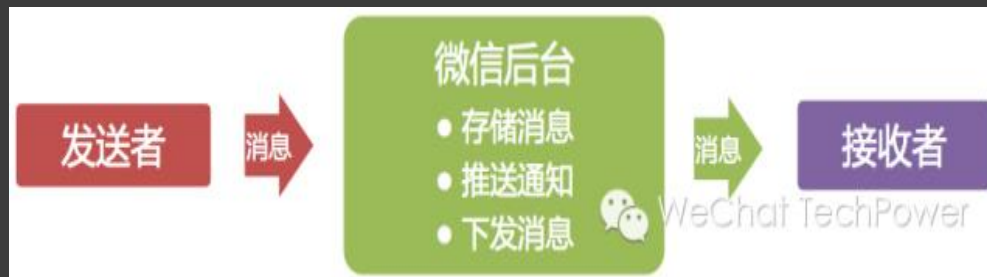 发送者
消息
微信后台
● 存储消息
● 推送通知
● 下发消息
消息
接收者
WeChat TechPower